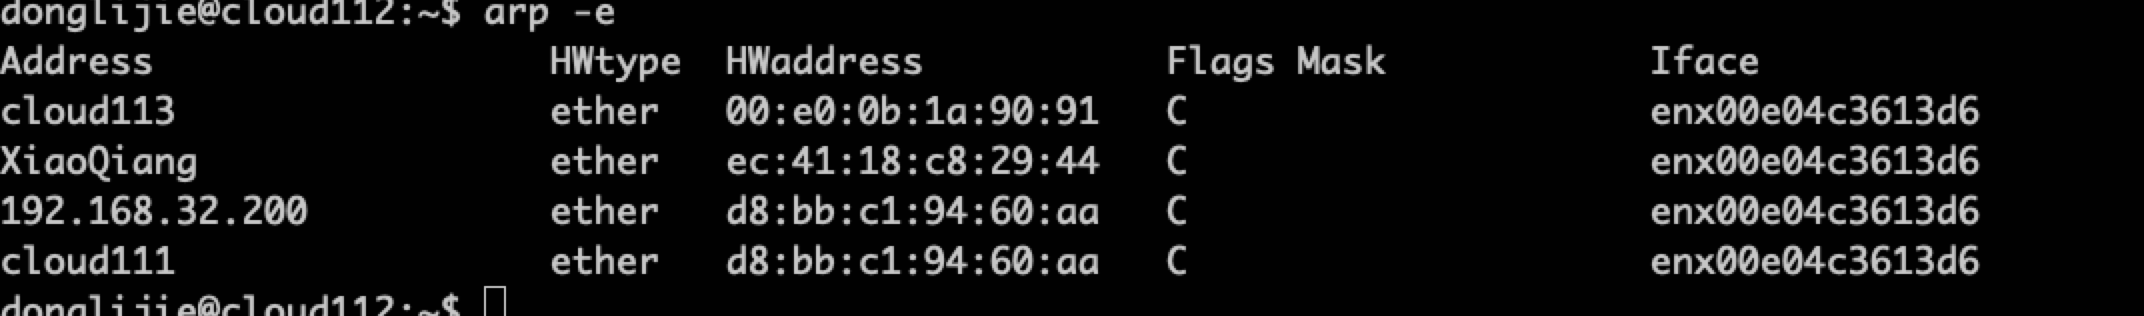 donglijie@cloud112:~$ arp -e
Address HWtype HWaddress Flags Mask Iface
cloud113 ether 00:e0:0b:1a:90:91 C enx00e04c3613d6
XiaoQiang ether ec:41:18:c8:29:44 C enx00e04c3613d6
192.168.32.200 ether d8:bb:c1:94:60:aa C enx00e04c3613d6
cloud111 ether d8:bb:c1:94:60:aa C enx00e04c3613d6
donglijie@cloud112:~$